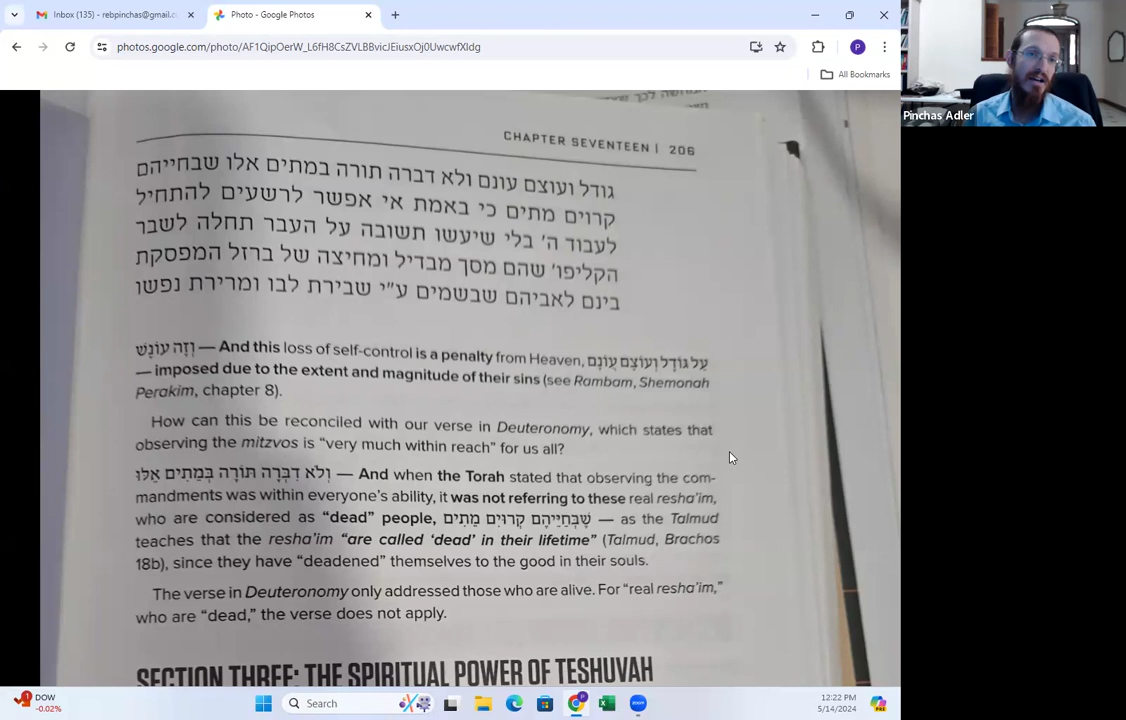 Inbox (135) - rebpinchas@gmail.c
Photo - Google Photos
photos.google.com/photo/AF1QipOerW_L6fH8CsZVLBBvicJEiusxOj0UwcwfXIdg
All Bookmarks
Pinchas Adler
CHAPTER SEVENTEEN | 206
גודל ועוצם עונם ולא דברה תורה במתים אלו שבחייהם
קרוים מתים כי באמת אי אפשר לרשעים להתחיל
לעבוד ה׳ בלי שיעשו תשובה על העבר תחלה לשבר
הקליפו׳ שהם מסך מבדיל ומחיצה של ברזל המפסקת
בינם לאביהם שבשמים ע״י שבירת לבו ומרירת נפשו
וְזֶה עוֹנֶשׁ — And this loss of self-control is a penalty from Heaven, עַל גּוֹדֶל וְעוֹצֶם עֲוֹנָם
— imposed due to the extent and magnitude of their sins (see Rambam, Shemonah
Perakim, chapter 8).
How can this be reconciled with our verse in Deuteronomy, which states that
observing the mitzvos is “very much within reach” for us all?
וְלֹא דִבְּרָה תּוֹרָה בְּמֵתִים אֵלּוּ — And when the Torah stated that observing the com-
mandments was within everyone’s ability, it was not referring to these real resha’im,
who are considered as “dead” people, שֶׁבְּחַיֵּיהֶם קְרוּיִם מֵתִים — as the Talmud
teaches that the resha’im “are called ‘dead’ in their lifetime” (Talmud, Brachos
18b), since they have “deadened” themselves to the good in their souls.
The verse in Deuteronomy only addressed those who are alive. For “real resha’im,”
who are “dead,” the verse does not apply.
SECTION THREE: THE SPIRITUAL POWER OF TESHUVAH
DOW
-0.02%
Search
12:22 PM
5/14/2024